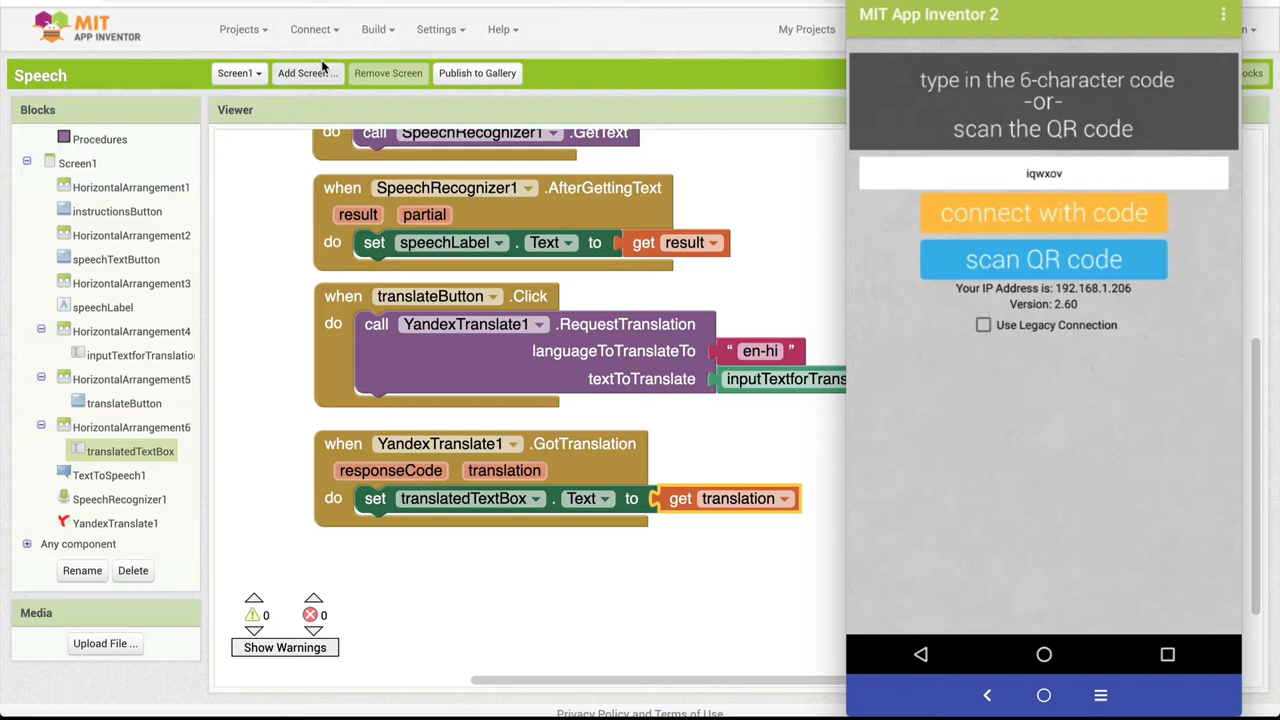 MIT
APP INVENTOR
Projects
Connect
Build
Settings
Help
My Projects
Speech
Screen1
Add Screen ...
Remove Screen
Publish to Gallery
Blocks
Procedures
Screen1
HorizontalArrangement1
instructionsButton
HorizontalArrangement2
speechTextButton
HorizontalArrangement3
speechLabel
HorizontalArrangement4
inputTextforTranslatio
HorizontalArrangement5
translateButton
HorizontalArrangement6
translatedTextBox
TextToSpeech1
SpeechRecognizer1
YandexTranslate1
Any component
Rename
Delete
Media
Upload File ...
Viewer
do call SpeechRecognizer1 .GetText
when SpeechRecognizer1 .AfterGettingText
result partial
do set speechLabel . Text to get result
when translateButton .Click
do call YandexTranslate1 .RequestTranslation
languageToTranslateTo “ en-hi ”
textToTranslate inputTextforTrans
when YandexTranslate1 .GotTranslation
responseCode translation
do set translatedTextBox . Text to get translation
0 0
Show Warnings
Privacy Policy and Terms of Use
MIT App Inventor 2
type in the 6-character code
-or-
scan the QR code
iqwxov
connect with code
scan QR code
Your IP Address is: 192.168.1.206
Version: 2.60
Use Legacy Connection
ocks